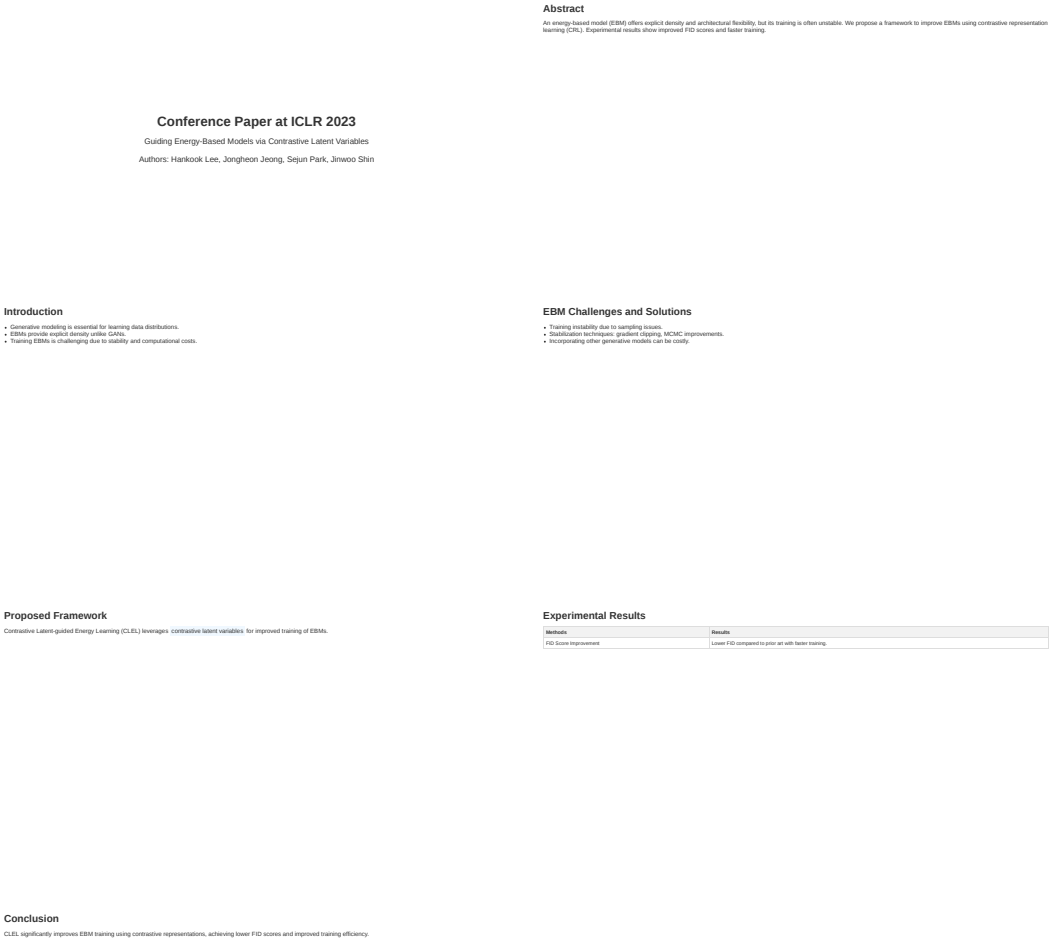 Conference Paper at ICLR 2023
Guiding Energy-Based Models via Contrastive Latent Variables
Authors: Hankook Lee, Jongheon Jeong, Sejun Park, Jinwoo Shin
Abstract
An energy-based model (EBM) offers explicit density and architectural flexibility, but its training is often unstable. We propose a framework to improve EBMs using contrastive representation
learning (CRL). Experimental results show improved FID scores and faster training.
Introduction
• Generative modeling is essential for learning data distributions.
• EBMs provide explicit density unlike GANs.
• Training EBMs is challenging due to stability and computational costs.
EBM Challenges and Solutions
• Training instability due to sampling issues.
• Stabilization techniques: gradient clipping, MCMC improvements.
• Incorporating other generative models can be costly.
Proposed Framework
Contrastive Latent-guided Energy Learning (CLEL) leverages contrastive latent variables for improved training of EBMs.
Experimental Results
Methods Results
FID Score Improvement Lower FID compared to prior art with faster training.
Conclusion
CLEL significantly improves EBM training using contrastive representations, achieving lower FID scores and improved training efficiency.